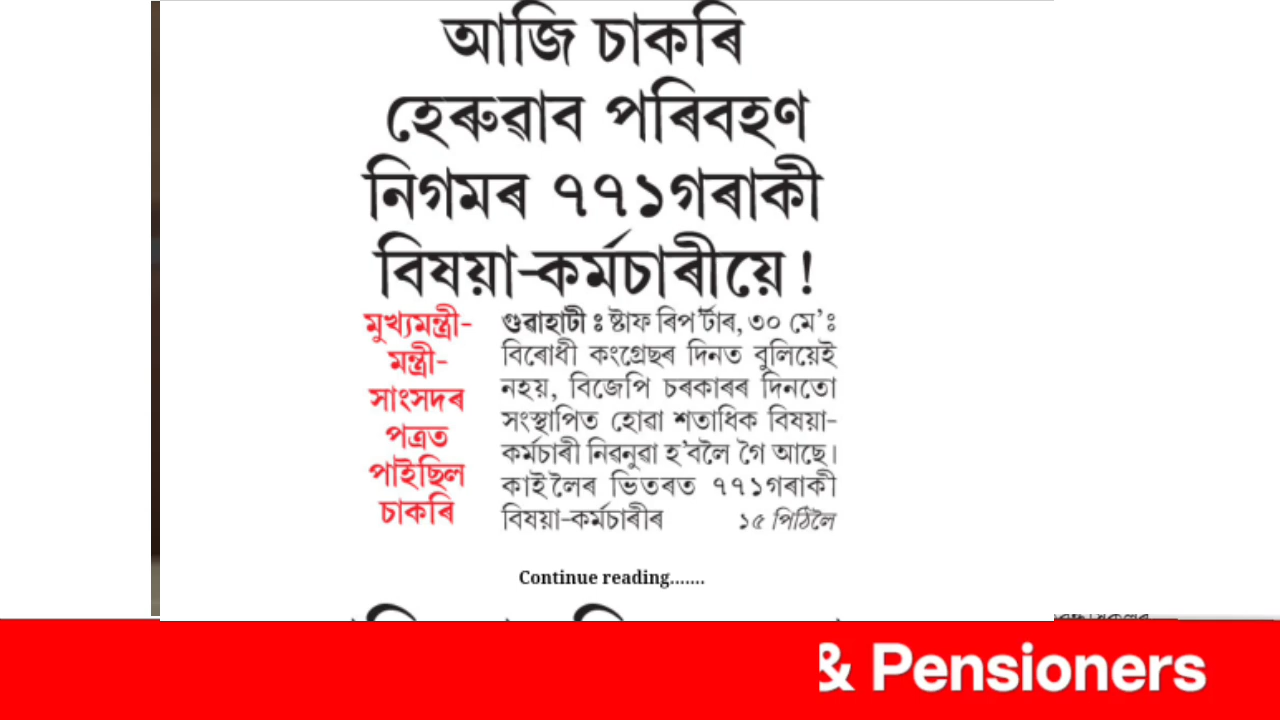 আজি চাকৰি
হেৰুৱাব পৰিবহণ
নিগমৰ ৭৭১গৰাকী
বিষয়া-কৰ্মচাৰীয়ে !
মুখ্যমন্ত্ৰী-
মন্ত্ৰী-
সাংসদৰ
পত্ৰত
পাইছিল
চাকৰি
গুৱাহাটী ঃ ষ্টাফ ৰিপ'ৰ্টাৰ, ৩০ মে’ঃ
বিৰোধী কংগ্ৰেছৰ দিনত বুলিয়েই
নহয়, বিজেপি চৰকাৰৰ দিনতো
সংস্থাপিত হোৱা শতাধিক বিষয়া-
কৰ্মচাৰী নিৱনুৱা হ’বলৈ গৈ আছে।
কাইলৈৰ ভিতৰত ৭৭১গৰাকী
বিষয়া-কৰ্মচাৰীৰ ১৫ পিঠিলৈ
Continue reading.......
& Pensioners